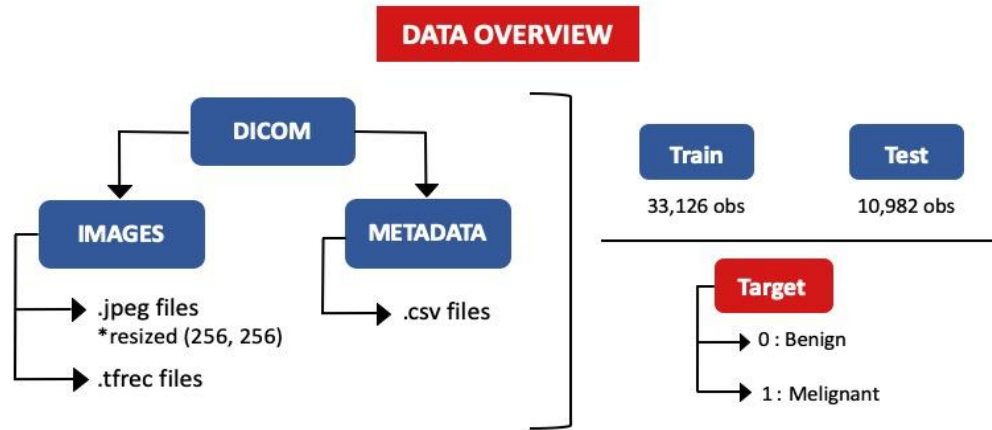 DATA OVERVIEW
DICOM
IMAGES
.jpeg files
*resized (256, 256)
.tfrec files
METADATA
.csv files
Train
33,126 obs
Test
10,982 obs
Target
0 : Benign
1 : Melignant